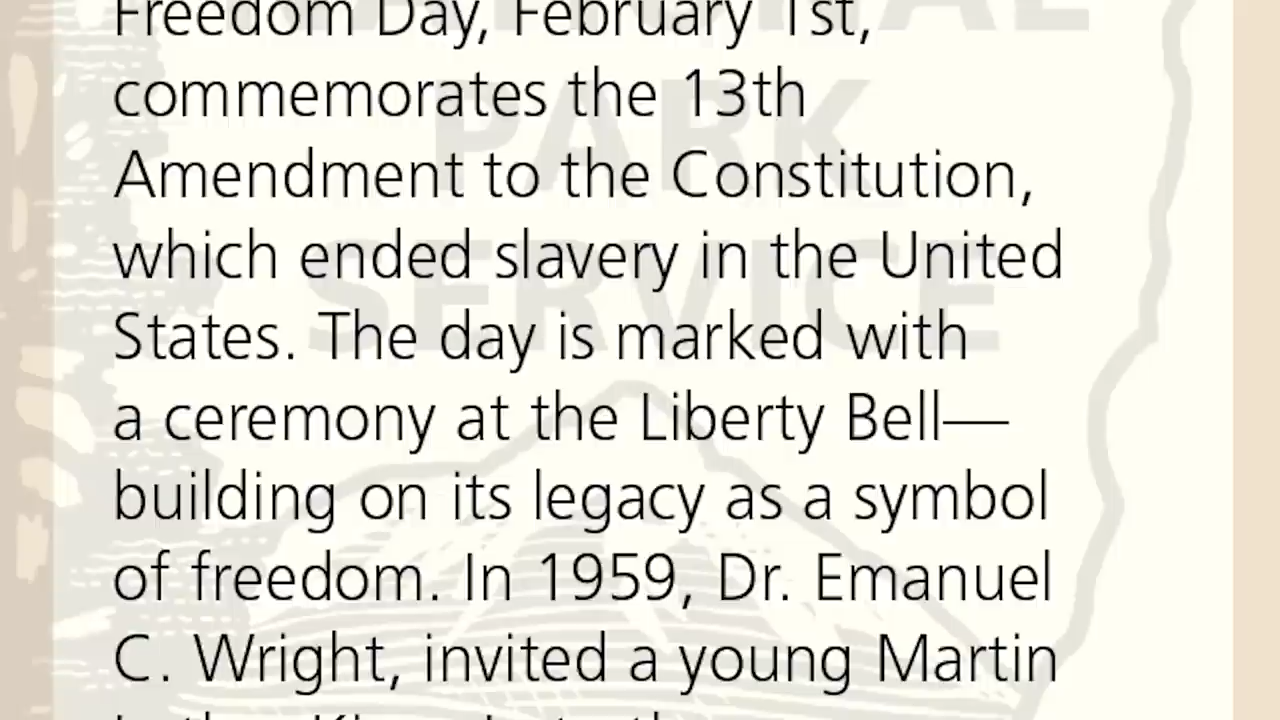 Freedom Day, February 1st,
commemorates the 13th
Amendment to the Constitution,
which ended slavery in the United
States. The day is marked with
a ceremony at the Liberty Bell—
building on its legacy as a symbol
of freedom. In 1959, Dr. Emanuel
C. Wright, invited a young Martin
PARK
SERVICE